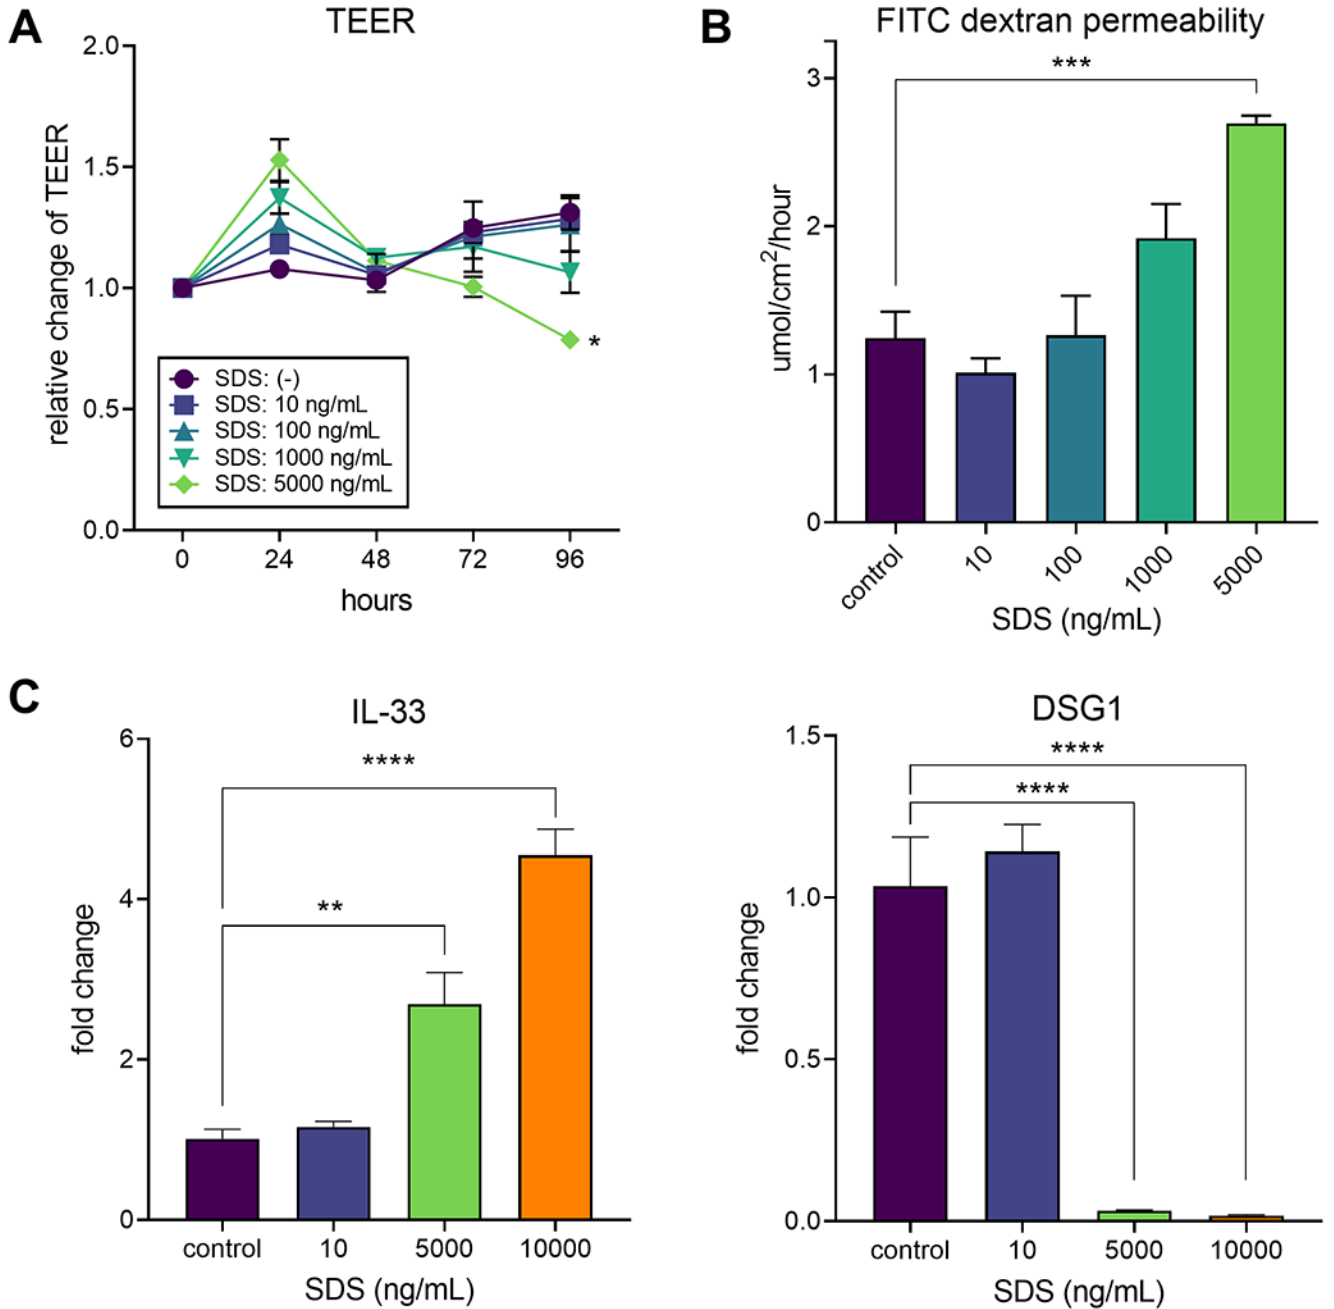 A
TEER
relative change of TEER
2.0
1.5
1.0
0.5
0.0
*
SDS: (-)
SDS: 10 ng/mL
SDS: 100 ng/mL
SDS: 1000 ng/mL
SDS: 5000 ng/mL
0 24 48 72 96
hours
B
FITC dextran permeability
umol/cm²/hour
3
2
1
0
***
control 10 100 1000 5000
SDS (ng/mL)
C
IL-33
fold change
6
4
2
0
****
**
control 10 5000 10000
SDS (ng/mL)
DSG1
fold change
1.5
1.0
0.5
0.0
****
****
control 10 5000 10000
SDS (ng/mL)